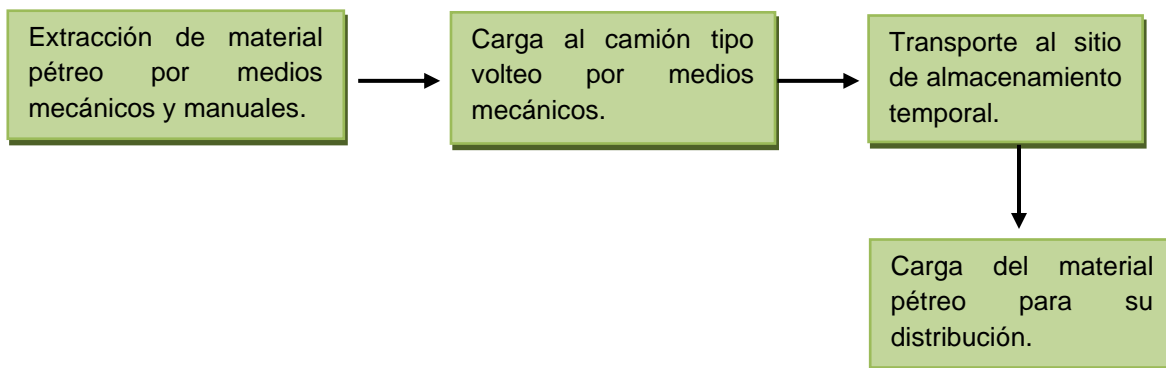 Extracción de material
pétreo por medios
mecánicos y manuales.
Carga al camión tipo
volteo por medios
mecánicos.
Transporte al sitio
de almacenamiento
temporal.
Carga del material
pétreo para su
distribución.